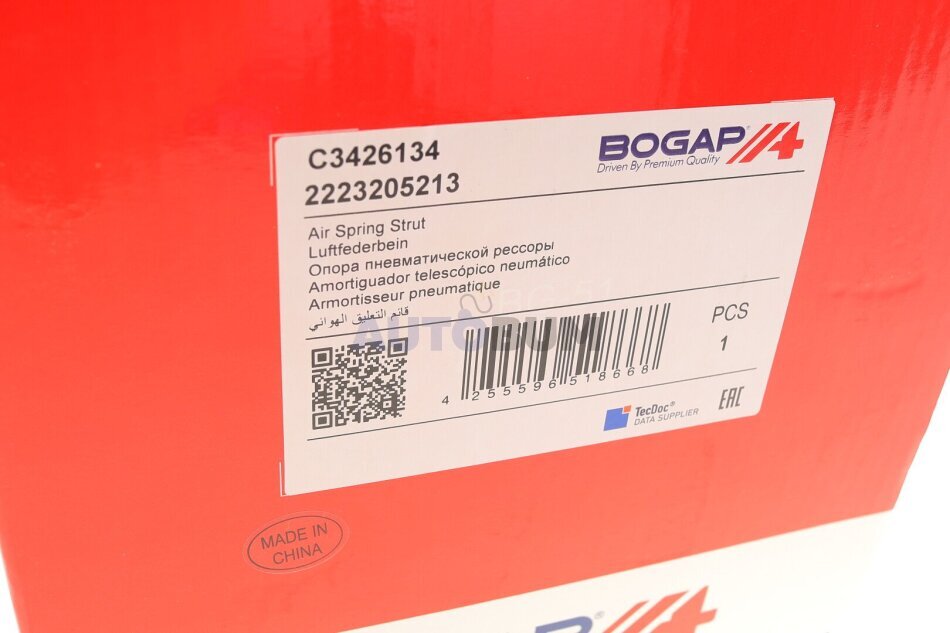 C3426134
2223205213
BOGAP®
Driven By Premium Quality
Air Spring Strut
Luftfederbein
Опора пневматической рессоры
Amortiguador telescópico neumático
Armortisseur pneumatique
قائم التعليق الهوائي
AUTOBUM
4 255596 518668
PCS
1
TecDoc®
DATA SUPPLIER
EAC
MADE IN
CHINA